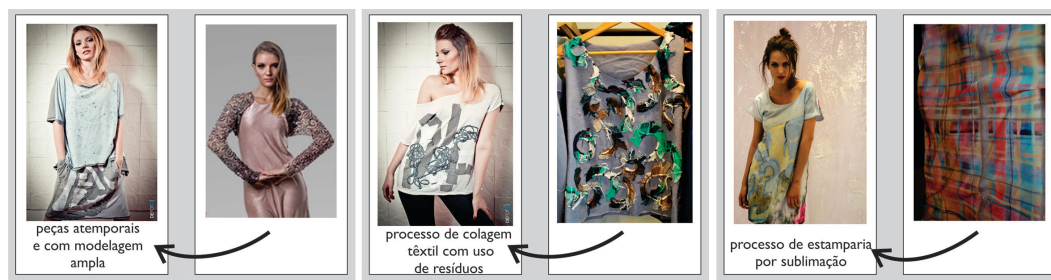 peças atemporais
e com modelagem
ampla
processo de colagem
têxtil com uso
de resíduos
processo de estamparia
por sublimação